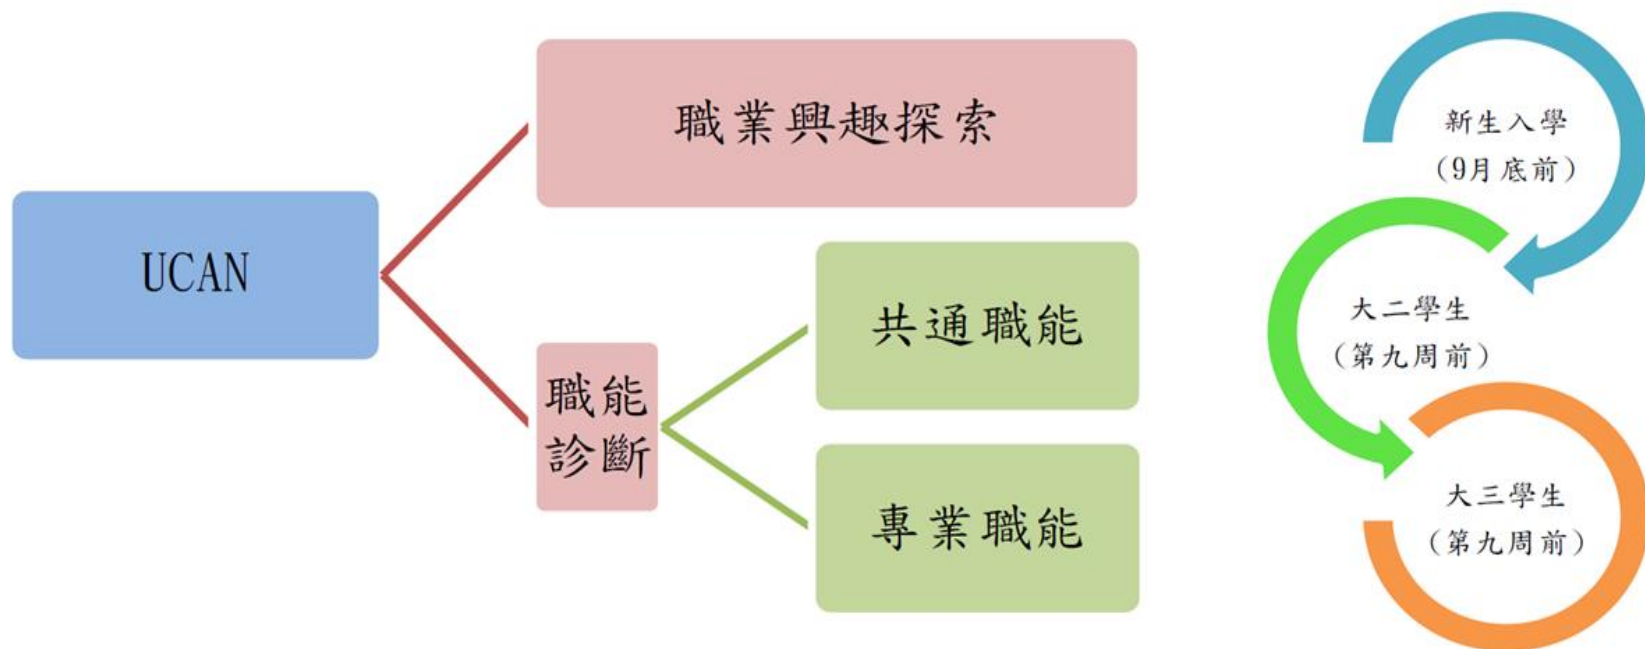 UCAN
職業興趣探索
職能
診斷
共通職能
專業職能
新生入學
(9月底前)
大二學生
(第九周前)
大三學生
(第九周前)